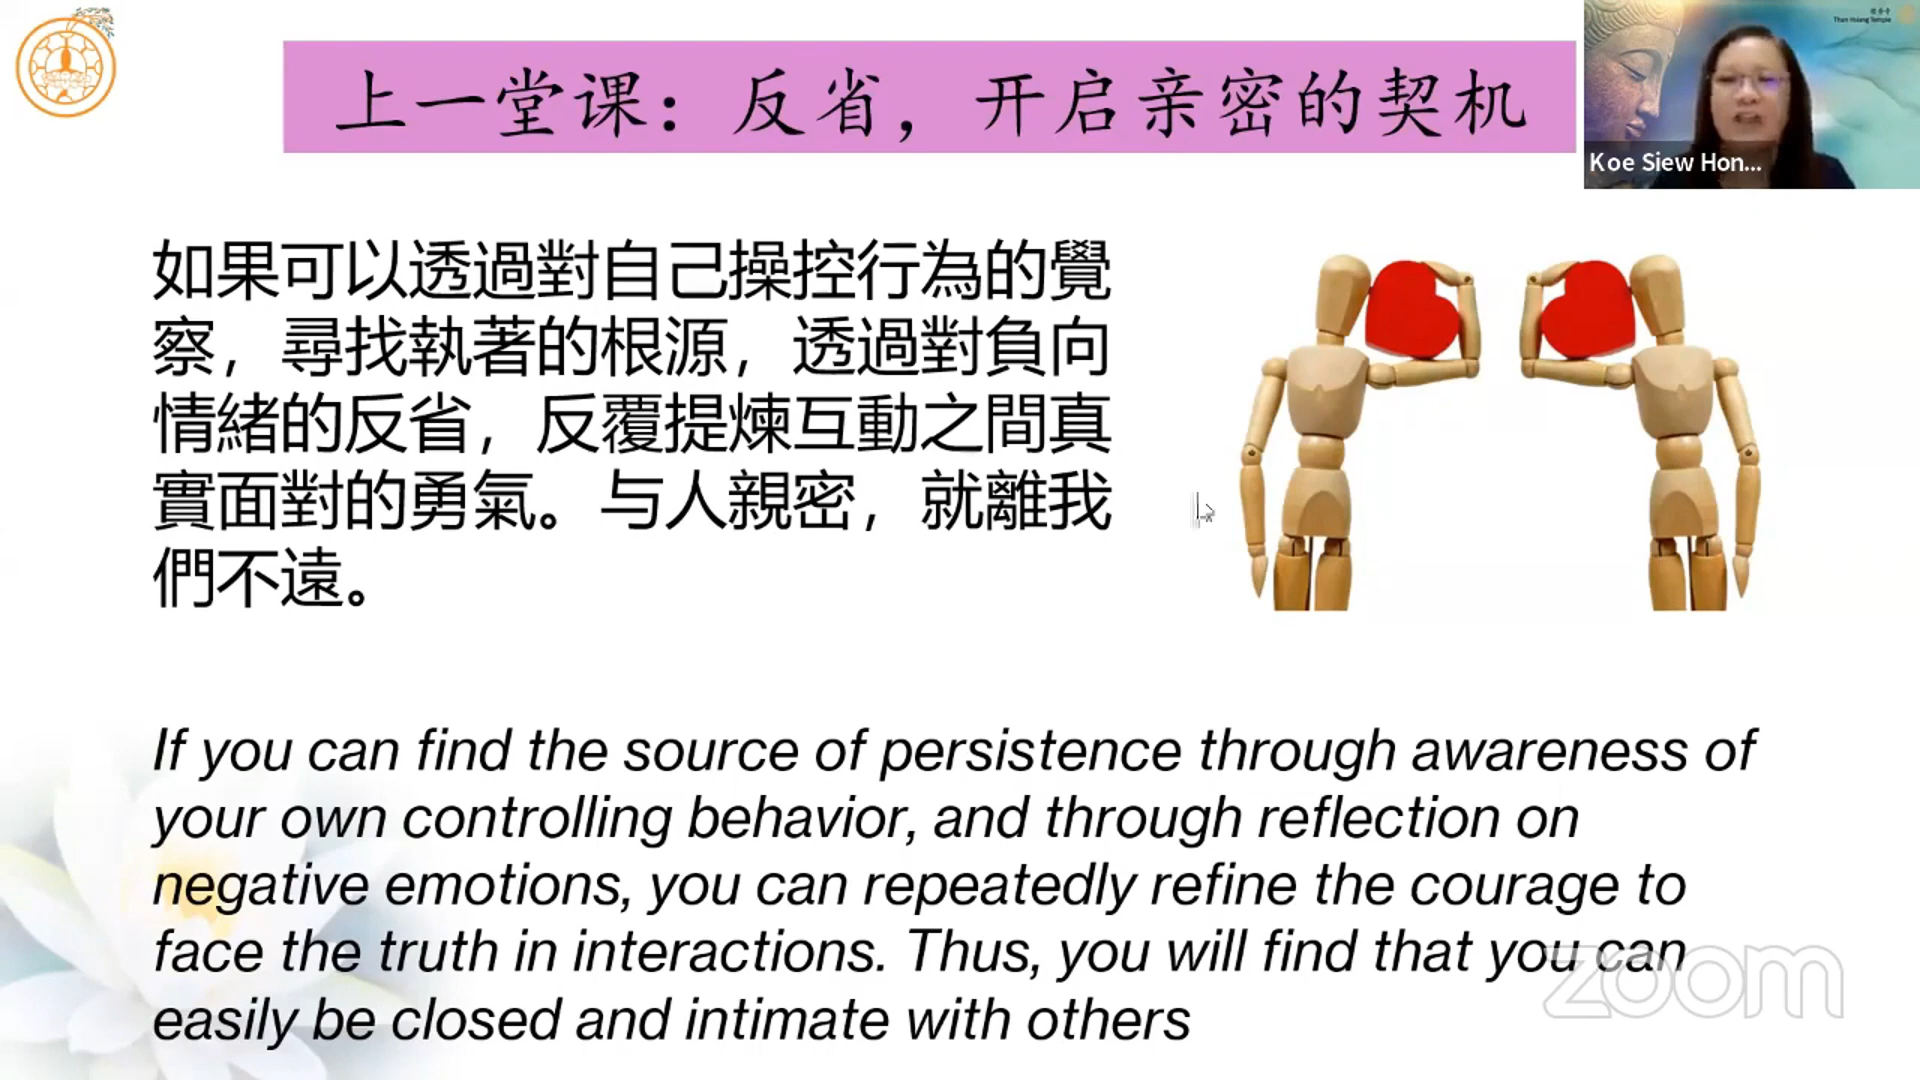 上一堂课：反省，开启亲密的契机
Than Hsiang Temple
Koe Siew Hon...
如果可以透過對自己操控行為的覺
察，尋找執著的根源，透過對負向
情緒的反省，反覆提煉互動之間真
實面對的勇氣。与人親密，就離我
們不遠。
If you can find the source of persistence through awareness of
your own controlling behavior, and through reflection on
negative emotions, you can repeatedly refine the courage to
face the truth in interactions. Thus, you will find that you can
easily be closed and intimate with others
zoom